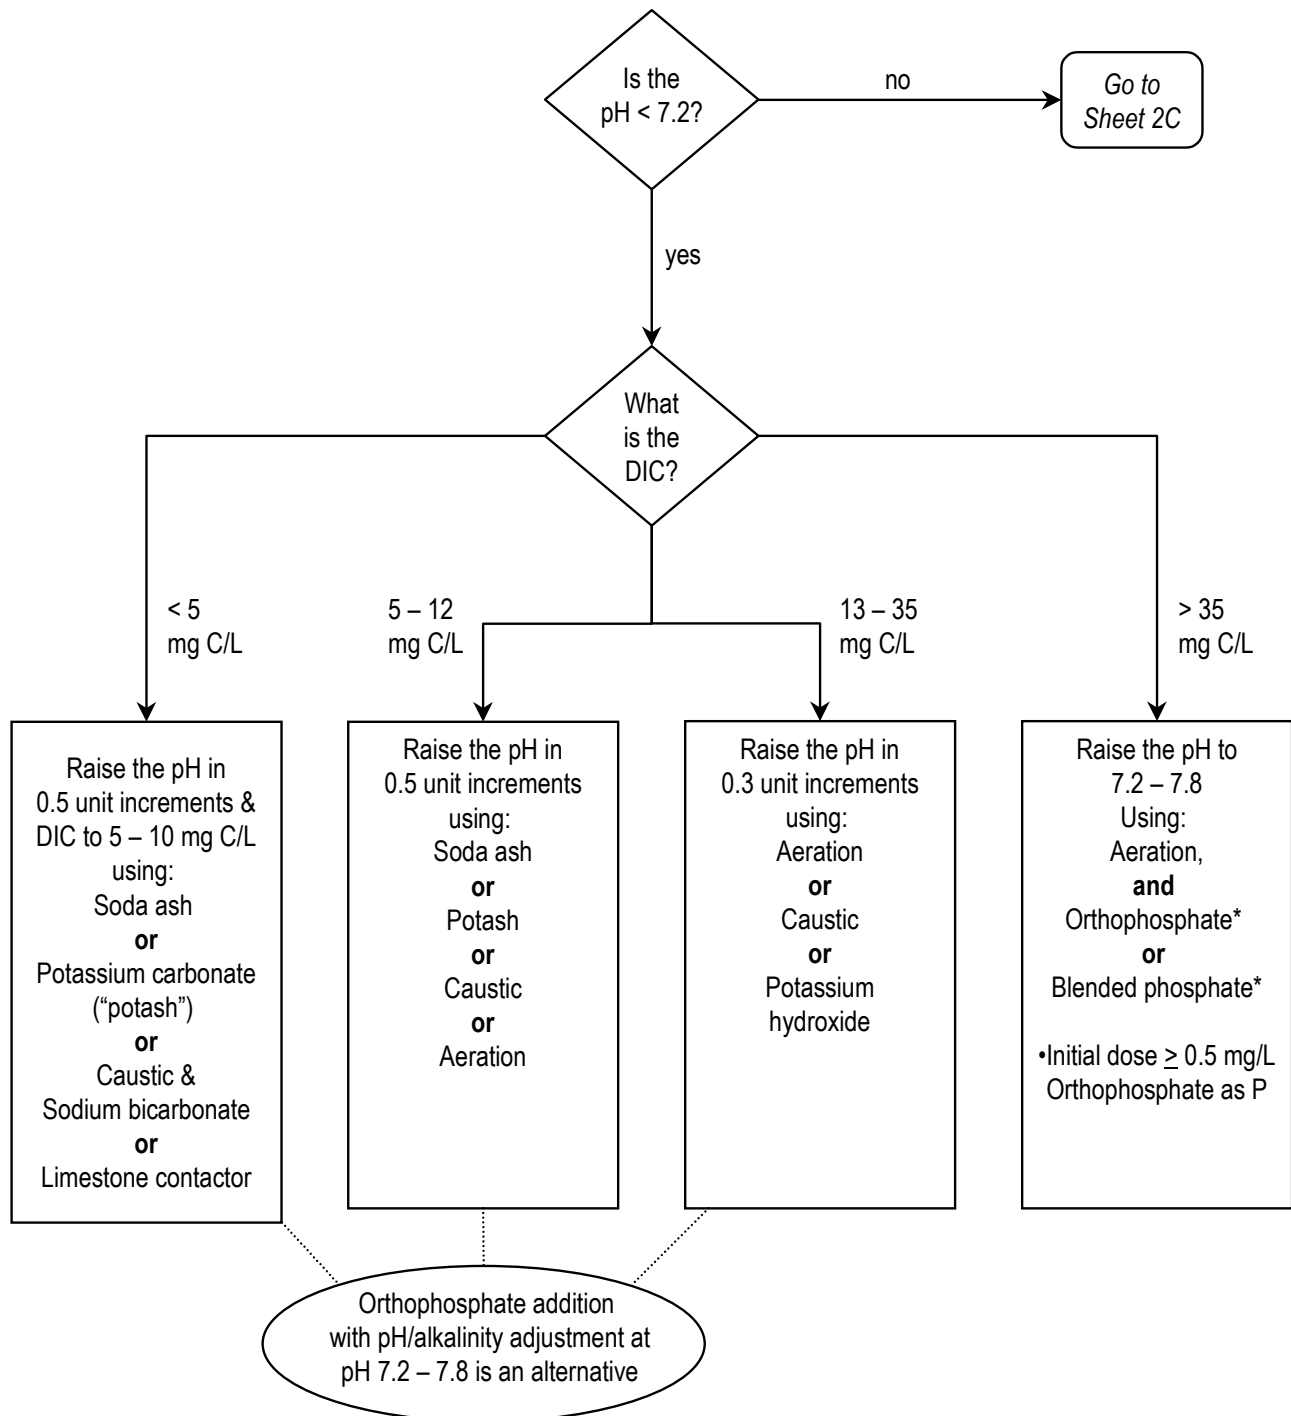 Is the
pH < 7.2?
no
Go to
Sheet 2C
yes
What
is the
DIC?
< 5
mg C/L
5 – 12
mg C/L
13 – 35
mg C/L
> 35
mg C/L
Raise the pH in
0.5 unit increments &
DIC to 5 – 10 mg C/L
using:
Soda ash
or
Potassium carbonate
(“potash”)
or
Caustic &
Sodium bicarbonate
or
Limestone contactor
Raise the pH in
0.5 unit increments
using:
Soda ash
or
Potash
or
Caustic
or
Aeration
Raise the pH in
0.3 unit increments
using:
Aeration
or
Caustic
or
Potassium
hydroxide
Raise the pH to
7.2 – 7.8
Using:
Aeration,
and
Orthophosphate*
or
Blended phosphate*
•Initial dose ≥ 0.5 mg/L
Orthophosphate as P
Orthophosphate addition
with pH/alkalinity adjustment at
pH 7.2 – 7.8 is an alternative